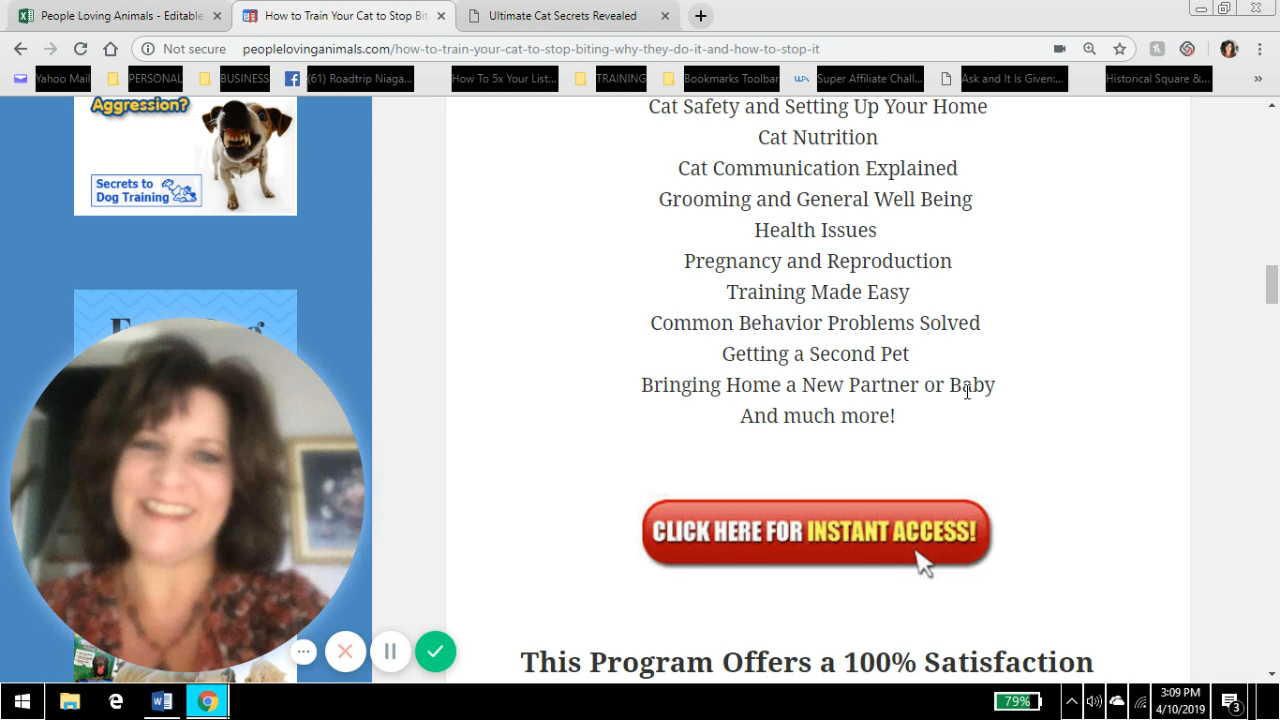 People Loving Animals - Editable
How to Train Your Cat to Stop Bit
Ultimate Cat Secrets Revealed
Not secure
peoplelovinganimals.com/how-to-train-your-cat-to-stop-biting-why-they-do-it-and-how-to-stop-it
Yahoo Mail
PERSONAL
BUSINESS
(61) Roadtrip Niaga...
How To 5x Your List...
TRAINING
Bookmarks Toolbar
Super Affiliate Chall...
Ask and It Is Given:...
Historical Square &...
Aggression?
Secrets to
Dog Training
Cat Safety and Setting Up Your Home
Cat Nutrition
Cat Communication Explained
Grooming and General Well Being
Health Issues
Pregnancy and Reproduction
Training Made Easy
Common Behavior Problems Solved
Getting a Second Pet
Bringing Home a New Partner or Baby
And much more!
CLICK HERE FOR INSTANT ACCESS!
This Program Offers a 100% Satisfaction
79%
3:09 PM
4/10/2019
3